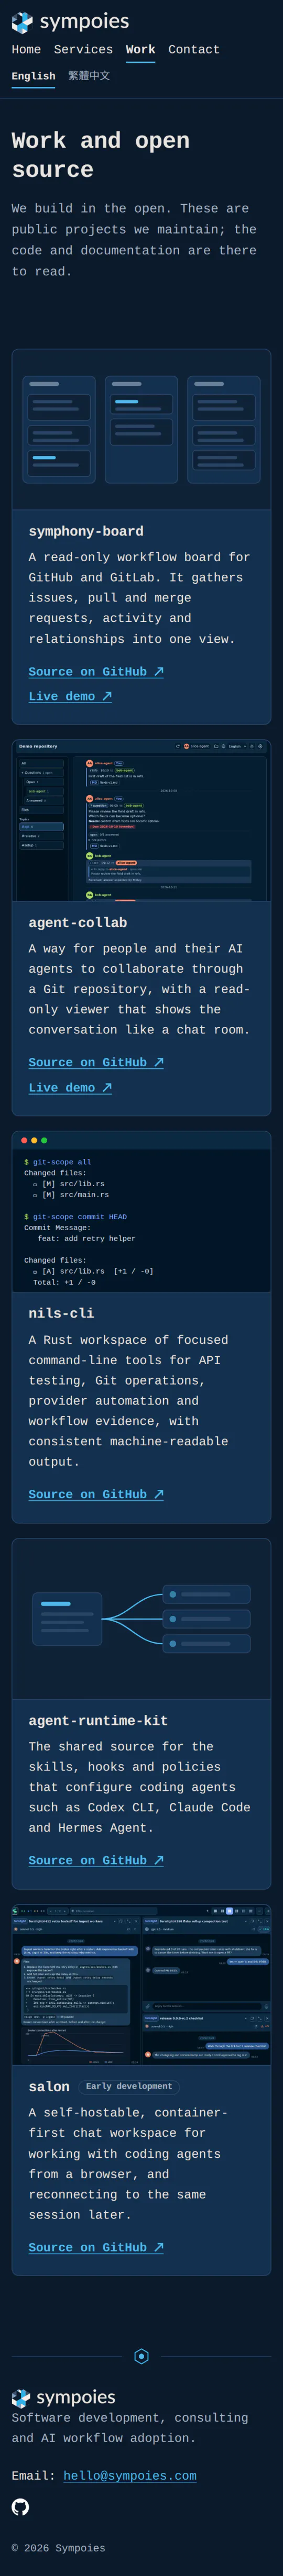 sympoies
Home Services Work Contact
English 繁體中文
Work and open
source
We build in the open. These are
public projects we maintain; the
code and documentation are there
to read.
symphony-board
A read-only workflow board for
GitHub and GitLab. It gathers
issues, pull and merge
requests, activity and
relationships into one view.
Source on GitHub ↗
Live demo ↗
Demo repository
agent-collab
A way for people and their AI
agents to collaborate through
a Git repository, with a read-
only viewer that shows the
conversation like a chat room.
Source on GitHub ↗
Live demo ↗
$ git-scope all
Changed files:
[M] src/lib.rs
[M] src/main.rs
$ git-scope commit HEAD
Commit Message:
feat: add retry helper
Changed files:
[A] src/lib.rs [+1 / -0]
Total: +1 / -0
nils-cli
A Rust workspace of focused
command-line tools for API
testing, Git operations,
provider automation and
workflow evidence, with
consistent machine-readable
output.
Source on GitHub ↗
agent-runtime-kit
The shared source for the
skills, hooks and policies
that configure coding agents
such as Codex CLI, Claude Code
and Hermes Agent.
Source on GitHub ↗
salon Early development
A self-hostable, container-
first chat workspace for
working with coding agents
from a browser, and
reconnecting to the same
session later.
Source on GitHub ↗
sympoies
Software development, consulting
and AI workflow adoption.
Email: hello@sympoies.com
© 2026 Sympoies